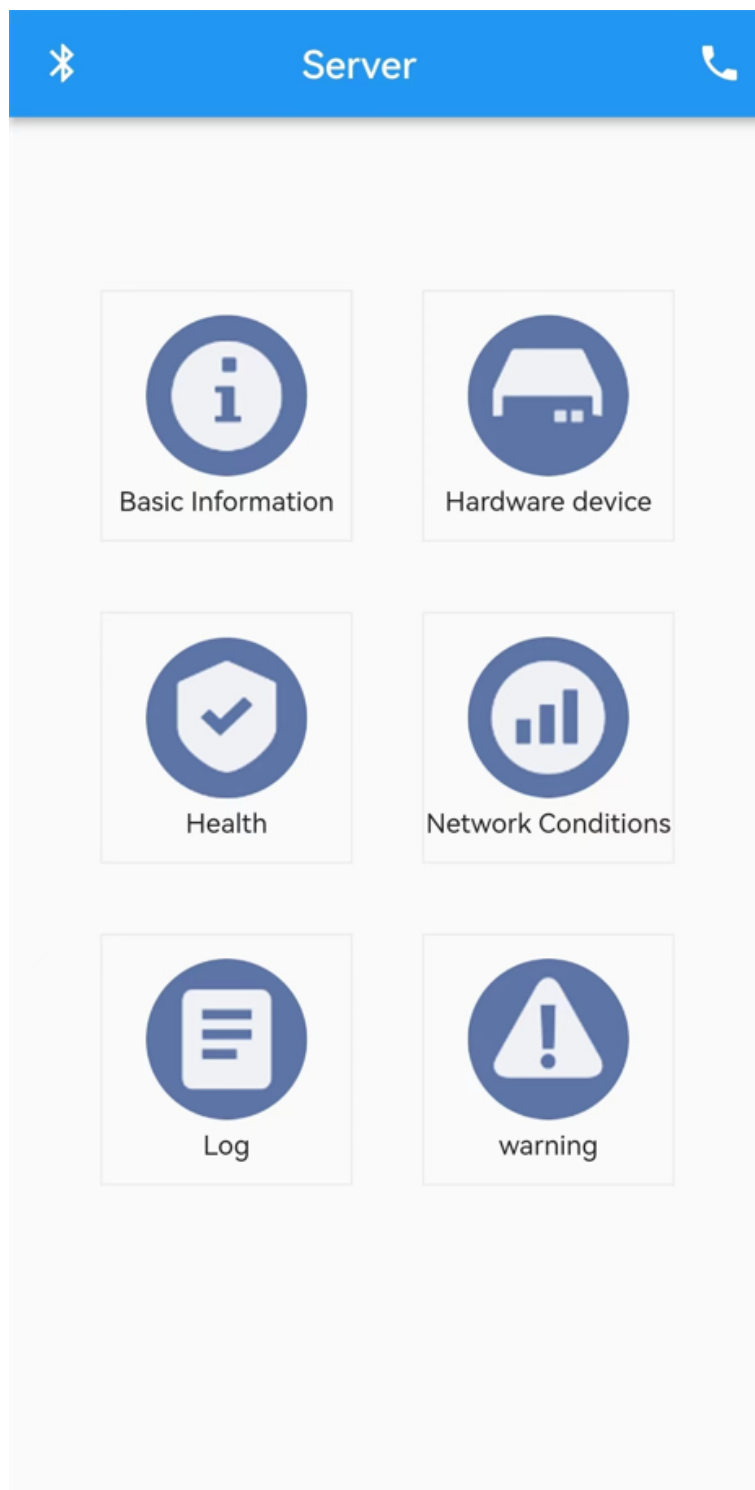 Server
Basic Information
Hardware device
Health
Network Conditions
Log
warning